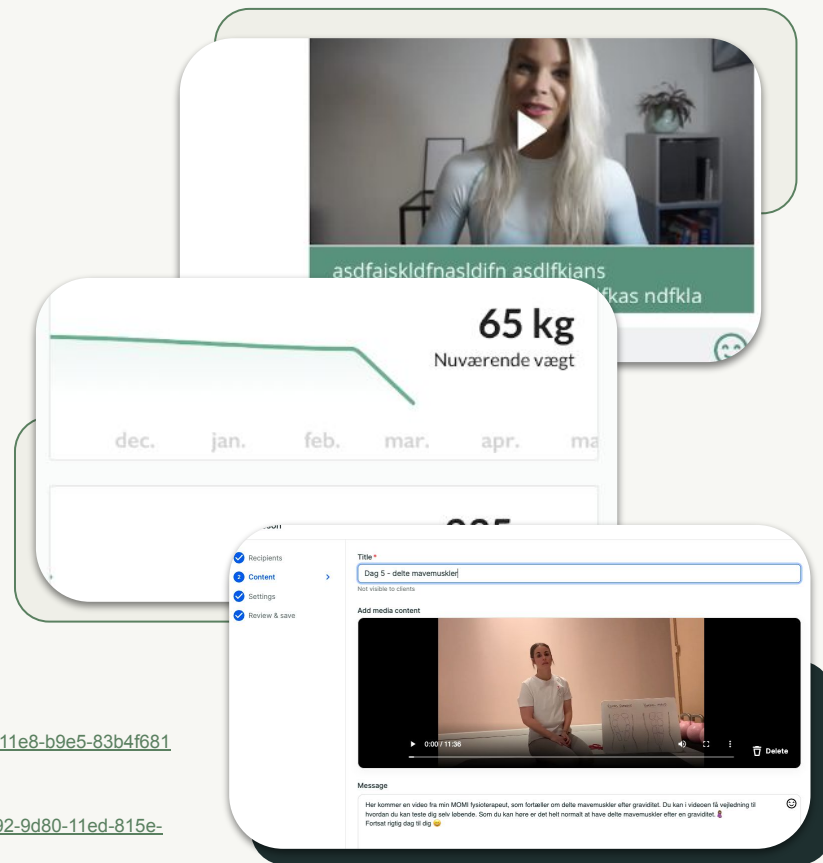 asdfajskldfnasldifn asdlfkjans
fkas ndfkla
65 kg
Nuværende vægt
dec. jan. feb. mar. apr. ma
Recipients
2 Content
Settings
Review & save
Title *
Dag 5 - delte mavemuskler
Not visible to clients
Add media content
0:00 / 11:36
Delete
Message
Her kommer en video fra min MOMI fysioterapeut, som fortæller om delte mavemuskler efter graviditet. Du kan i videoen få vejledning til
hvordan du kan teste dig selv løbende. Som du kan høre er det helt normalt at have delte mavemuskler efter en graviditet.
Fortsat rigtig dag til dig
11e8-b9e5-83b4f681
92-9d80-11ed-815e-